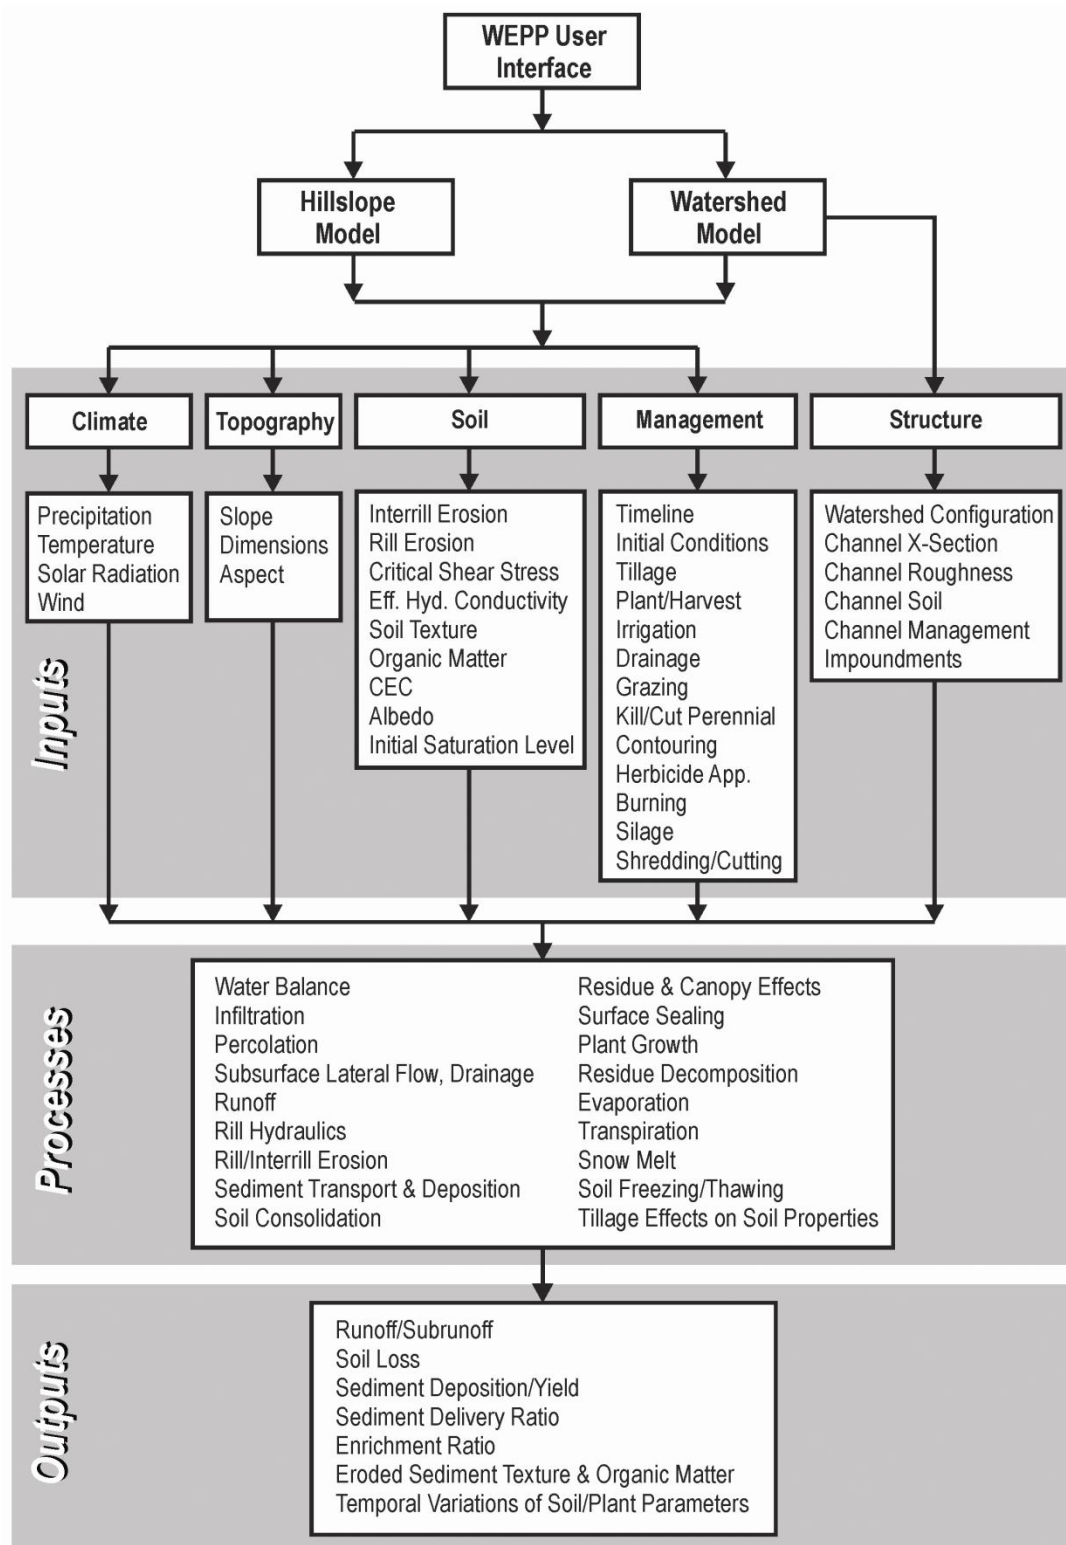 WEPP User
Interface
Hillslope
Model
Watershed
Model
Inputs
Climate
Topography
Soil
Management
Structure
Precipitation
Temperature
Solar Radiation
Wind
Slope
Dimensions
Aspect
Interrill Erosion
Rill Erosion
Critical Shear Stress
Eff. Hyd. Conductivity
Soil Texture
Organic Matter
CEC
Albedo
Initial Saturation Level
Timeline
Initial Conditions
Tillage
Plant/Harvest
Irrigation
Drainage
Grazing
Kill/Cut Perennial
Contouring
Herbicide App.
Burning
Silage
Shredding/Cutting
Watershed Configuration
Channel X-Section
Channel Roughness
Channel Soil
Channel Management
Impoundments
Processes
Water Balance
Infiltration
Percolation
Subsurface Lateral Flow, Drainage
Runoff
Rill Hydraulics
Rill/Interrill Erosion
Sediment Transport & Deposition
Soil Consolidation
Residue & Canopy Effects
Surface Sealing
Plant Growth
Residue Decomposition
Evaporation
Transpiration
Snow Melt
Soil Freezing/Thawing
Tillage Effects on Soil Properties
Outputs
Runoff/Subrunoff
Soil Loss
Sediment Deposition/Yield
Sediment Delivery Ratio
Enrichment Ratio
Eroded Sediment Texture & Organic Matter
Temporal Variations of Soil/Plant Parameters